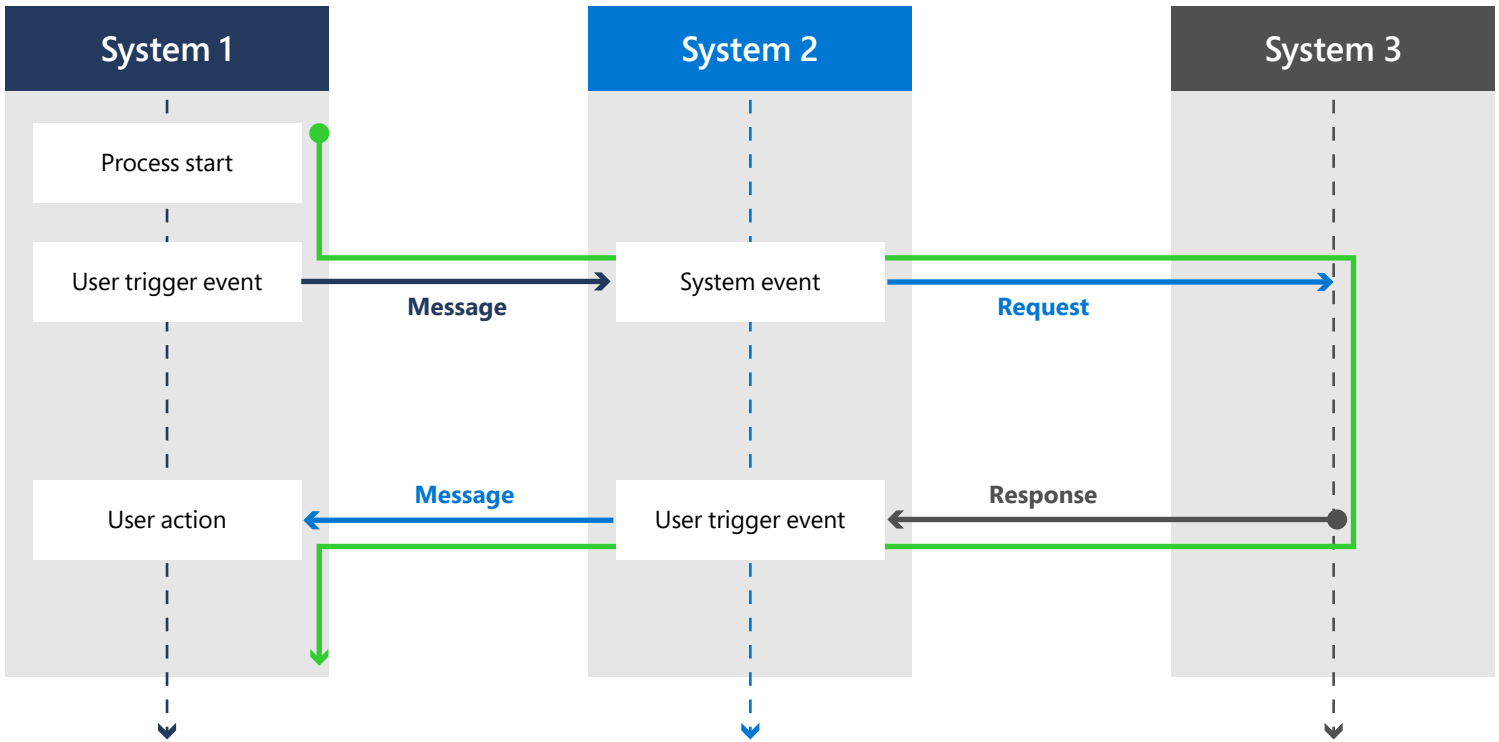 System 1
System 2
System 3
Process start
User trigger event
Message
System event
Request
User action
Message
User trigger event
Response